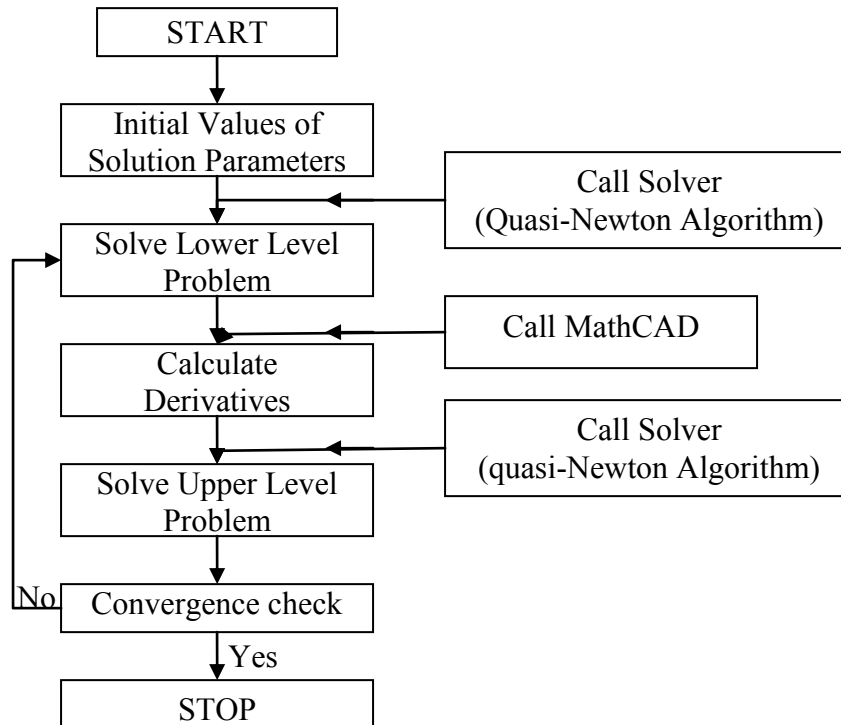 START
Initial Values of
Solution Parameters
Call Solver
(Quasi-Newton Algorithm)
Solve Lower Level
Problem
Call MathCAD
Calculate
Derivatives
Call Solver
(quasi-Newton Algorithm)
Solve Upper Level
Problem
No
Convergence check
Yes
STOP